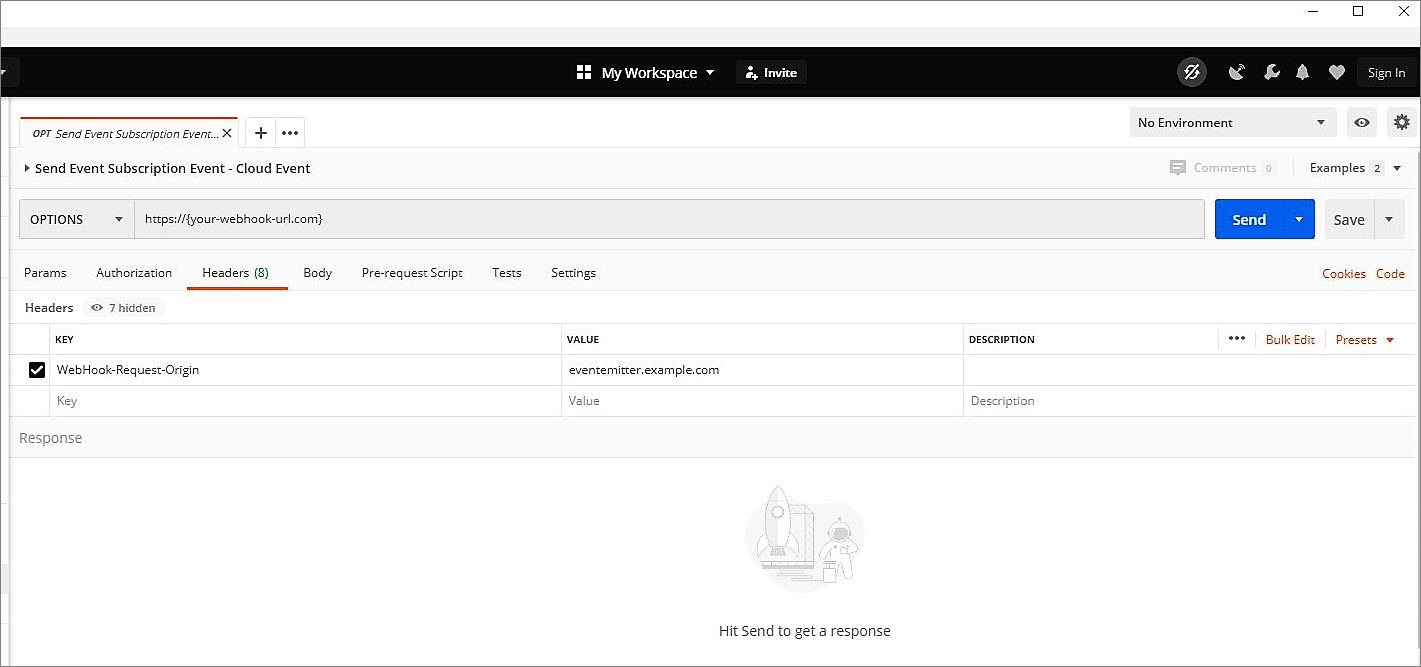 My Workspace Invite Sign In
OPT Send Event Subscription Event... No Environment
Send Event Subscription Event - Cloud Event Comments 0 Examples 2
OPTIONS https://{your-webhook-url.com} Send Save
Params Authorization Headers (8) Body Pre-request Script Tests Settings Cookies Code
Headers 7 hidden
KEY VALUE DESCRIPTION Bulk Edit Presets
WebHook-Request-Origin eventemitter.example.com
Key Value Description
Response
Hit Send to get a response